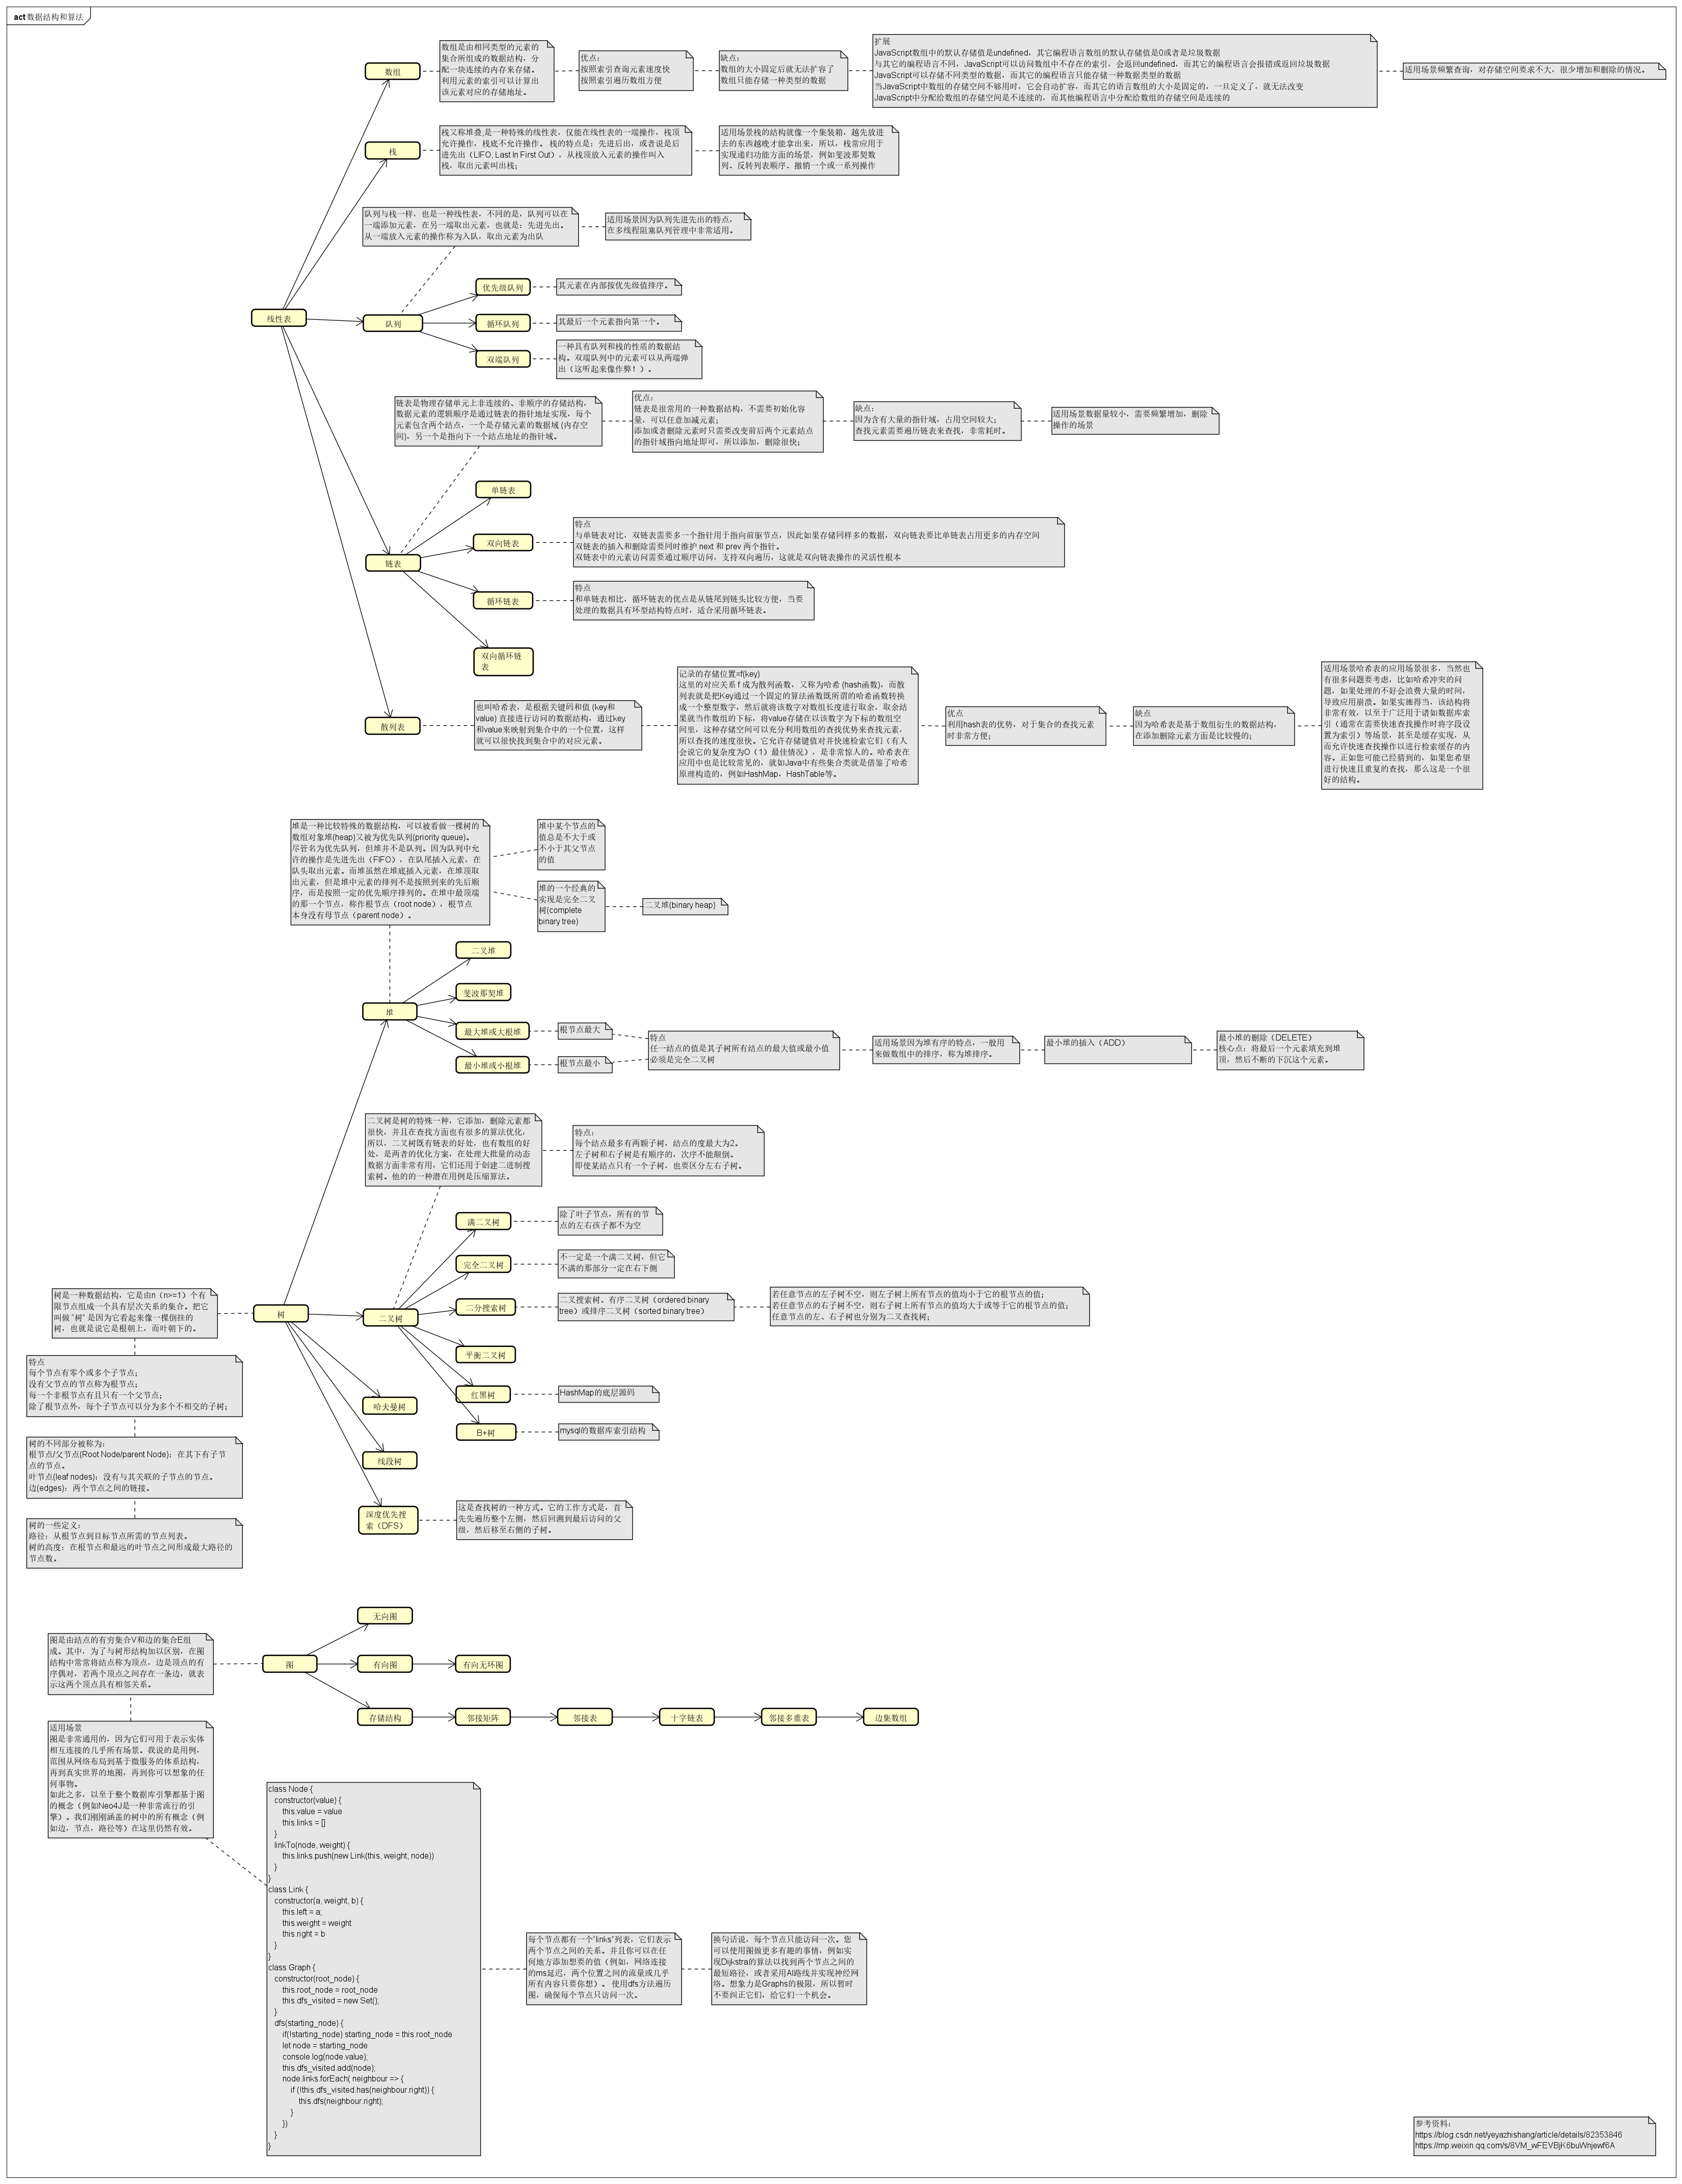 act 数据结构和算法
数组
数组是由相同类型的元素的
集合所组成的数据结构，分
配一块连续的内存来存储。
利用元素的索引可以计算出
该元素对应的存储地址。
优点：
按照索引查询元素速度快
按照索引遍历数组方便
缺点：
数组的大小固定后就无法扩容了
数组只能存储一种类型的数据
扩展
JavaScript数组中的默认存储值是undefined，其它编程语言数组的默认存储值是0或者是垃圾数据
与其它的编程语言不同，JavaScript可以访问数组中不存在的索引，会返回undefined，而其它的编程语言会报错或返回垃圾数据
JavaScript可以存储不同类型的数据，而其它的编程语言只能存储一种数据类型的数据
当JavaScript中数组的存储空间不够用时，它会自动扩容，而其它的语言数组的大小是固定的，一旦定义了，就无法改变
JavaScript中分配给数组的存储空间是不连续的，而其他编程语言中分配给数组的存储空间是连续的
适用场景频繁查询，对存储空间要求不大，很少增加和删除的情况。
栈
栈又称堆叠,是一种特殊的线性表，仅能在线性表的一端操作，栈顶
允许操作，栈底不允许操作。 栈的特点是：先进后出，或者说是后
进先出（LIFO, Last In First Out），从栈顶放入元素的操作叫入
栈，取出元素叫出栈；
适用场景栈的结构就像一个集装箱，越先放进
去的东西越晚才能拿出来，所以，栈常应用于
实现递归功能方面的场景，例如斐波那契数
列、反转列表顺序、撤销一个或一系列操作
队列与栈一样，也是一种线性表，不同的是，队列可以在
一端添加元素，在另一端取出元素，也就是：先进先出。
从一端放入元素的操作称为入队，取出元素为出队
适用场景因为队列先进先出的特点，
在多线程阻塞队列管理中非常适用。
优先级队列
其元素在内部按优先级值排序。
线性表
队列
循环队列
其最后一个元素指向第一个。
双端队列
一种具有队列和栈的性质的数据结
构。双端队列中的元素可以从两端弹
出（这听起来像作弊！）。
链表是物理存储单元上非连续的、非顺序的存储结构，
数据元素的逻辑顺序是通过链表的指针地址实现，每个
元素包含两个结点，一个是存储元素的数据域 (内存空
间)，另一个是指向下一个结点地址的指针域。
优点：
链表是很常用的一种数据结构，不需要初始化容
量，可以任意加减元素；
添加或者删除元素时只需要改变前后两个元素结点
的指针域指向地址即可，所以添加，删除很快；
缺点：
因为含有大量的指针域，占用空间较大；
查找元素需要遍历链表来查找，非常耗时。
适用场景数据量较小，需要频繁增加，删除
操作的场景
单链表
双向链表
特点
与单链表对比，双链表需要多一个指针用于指向前驱节点，因此如果存储同样多的数据，双向链表要比单链表占用更多的内存空间
双链表的插入和删除需要同时维护 next 和 prev 两个指针。
双链表中的元素访问需要通过顺序访问，支持双向遍历，这就是双向链表操作的灵活性根本
链表
循环链表
特点
和单链表相比，循环链表的优点是从链尾到链头比较方便，当要
处理的数据具有环型结构特点时，适合采用循环链表。
双向循环链
表
散列表
也叫哈希表，是根据关键码和值 (key和
value) 直接进行访问的数据结构，通过key
和value来映射到集合中的一个位置，这样
就可以很快找到集合中的对应元素。
记录的存储位置=f(key)
这里的对应关系 f 成为散列函数，又称为哈希 (hash函数)，而散
列表就是把Key通过一个固定的算法函数既所谓的哈希函数转换
成一个整型数字，然后就将该数字对数组长度进行取余，取余结
果就当作数组的下标，将value存储在以该数字为下标的数组空
间里，这种存储空间可以充分利用数组的查找优势来查找元素，
所以查找的速度很快。它允许存储键值对并快速检索它们（有人
会说它的复杂度为O（1）最佳情况），是非常惊人的。哈希表在
应用中也是比较常见的，就如Java中有些集合类就是借鉴了哈希
原理构造的，例如HashMap，HashTable等。
优点
利用hash表的优势，对于集合的查找元素
时非常方便；
缺点
因为哈希表是基于数组衍生的数据结构，
在添加删除元素方面是比较慢的；
适用场景哈希表的应用场景很多，当然也
有很多问题要考虑，比如哈希冲突的问
题，如果处理的不好会浪费大量的时间，
导致应用崩溃。如果实施得当，该结构将
非常有效，以至于广泛用于诸如数据库索
引（通常在需要快速查找操作时将字段设
置为索引）等场景，甚至是缓存实现，从
而允许快速查找操作以进行检索缓存的内
容。正如您可能已经猜到的，如果您希望
进行快速且重复的查找，那么这是一个很
好的结构。
堆是一种比较特殊的数据结构，可以被看做一棵树的
数组对象堆(heap)又被为优先队列(priority queue)。
尽管名为优先队列，但堆并不是队列。因为队列中允
许的操作是先进先出（FIFO），在队尾插入元素，在
队头取出元素。而堆虽然在堆底插入元素，在堆顶取
出元素，但是堆中元素的排列不是按照到来的先后顺
序，而是按照一定的优先顺序排列的。在堆中最顶端
的那一个节点，称作根节点（root node），根节点
本身没有母节点（parent node）。
堆中某个节点的
值总是不大于或
不小于其父节点
的值
堆的一个经典的
实现是完全二叉
树(complete
binary tree)
二叉堆(binary heap)
二叉堆
斐波那契堆
堆
最大堆或大根堆
根节点最大
最小堆或小根堆
根节点最小
特点
任一结点的值是其子树所有结点的最大值或最小值
必须是完全二叉树
适用场景因为堆有序的特点，一般用
来做数组中的排序，称为堆排序。
最小堆的插入（ADD）
最小堆的删除（DELETE）
核心点：将最后一个元素填充到堆
顶，然后不断的下沉这个元素。
二叉树是树的特殊一种，它添加，删除元素都
很快，并且在查找方面也有很多的算法优化，
所以，二叉树既有链表的好处，也有数组的好
处，是两者的优化方案，在处理大批量的动态
数据方面非常有用，它们还用于创建二进制搜
索树。他的的一种潜在用例是压缩算法。
特点：
每个结点最多有两颗子树，结点的度最大为2。
左子树和右子树是有顺序的，次序不能颠倒。
即使某结点只有一个子树，也要区分左右子树。
满二叉树
除了叶子节点，所有的节
点的左右孩子都不为空
完全二叉树
不一定是一个满二叉树，但它
不满的那部分一定在右下侧
二分搜索树
二叉搜索树、有序二叉树（ordered binary
tree）或排序二叉树（sorted binary tree）
若任意节点的左子树不空，则左子树上所有节点的值均小于它的根节点的值；
若任意节点的右子树不空，则右子树上所有节点的值均大于或等于它的根节点的值；
任意节点的左、右子树也分别为二叉查找树；
树是一种数据结构，它是由n（n>=1）个有
限节点组成一个具有层次关系的集合。把它
叫做 “树” 是因为它看起来像一棵倒挂的
树，也就是说它是根朝上，而叶朝下的。
树
二叉树
平衡二叉树
红黑树
HashMap的底层源码
B+树
mysql的数据库索引结构
特点
每个节点有零个或多个子节点；
没有父节点的节点称为根节点；
每一个非根节点有且只有一个父节点；
除了根节点外，每个子节点可以分为多个不相交的子树；
哈夫曼树
树的不同部分被称为：
根节点/父节点(Root Node/parent Node)：在其下有子节
点的节点。
叶节点(leaf nodes)：没有与其关联的子节点的节点。
边(edges)：两个节点之间的链接。
线段树
深度优先搜
索（DFS）
这是查找树的一种方式。它的工作方式是，首
先先遍历整个左侧，然后回溯到最后访问的父
级，然后移至右侧的子树。
树的一些定义：
路径：从根节点到目标节点所需的节点列表。
树的高度：在根节点和最远的叶节点之间形成最大路径的
节点数。
无向图
图是由结点的有穷集合V和边的集合E组
成。其中，为了与树形结构加以区别，在图
结构中常常将结点称为顶点，边是顶点的有
序偶对，若两个顶点之间存在一条边，就表
示这两个顶点具有相邻关系。
图
有向图
有向无环图
存储结构
邻接矩阵
邻接表
十字链表
邻接多重表
边集数组
适用场景
图是非常通用的，因为它们可用于表示实体
相互连接的几乎所有场景。我说的是用例，
范围从网络布局到基于微服务的体系结构，
再到真实世界的地图，再到你可以想象的任
何事物。
如此之多，以至于整个数据库引擎都基于图
的概念（例如Neo4J是一种非常流行的引
擎）。我们刚刚涵盖的树中的所有概念（例
如边，节点，路径等）在这里仍然有效。
class Node {
constructor(value) {
this.value = value
this.links = []
}
linkTo(node, weight) {
this.links.push(new Link(this, weight, node))
}
}
class Link {
constructor(a, weight, b) {
this.left = a;
this.weight = weight
this.right = b
}
}
class Graph {
constructor(root_node) {
this.root_node = root_node
this.dfs_visited = new Set();
}
dfs(starting_node) {
if(!starting_node) starting_node = this.root_node
let node = starting_node
console.log(node.value);
this.dfs_visited.add(node);
node.links.forEach( neighbour => {
if (!this.dfs_visited.has(neighbour.right)) {
this.dfs(neighbour.right);
}
})
}
}
每个节点都有一个“links”列表，它们表示
两个节点之间的关系。并且你可以在任
何地方添加想要的值（例如，网络连接
的ms延迟，两个位置之间的流量或几乎
所有内容只要你想）。 使用dfs方法遍历
图，确保每个节点只访问一次。
换句话说，每个节点只能访问一次。您
可以使用图做更多有趣的事情，例如实
现Dijkstra的算法以找到两个节点之间的
最短路径，或者采用AI路线并实现神经网
络。想象力是Graphs的极限，所以暂时
不要纠正它们，给它们一个机会。
参考资料：
https://blog.csdn.net/yeyazhishang/article/details/82353846
https://mp.weixin.qq.com/s/8VM_wFEVBjK6buWnjewf6A